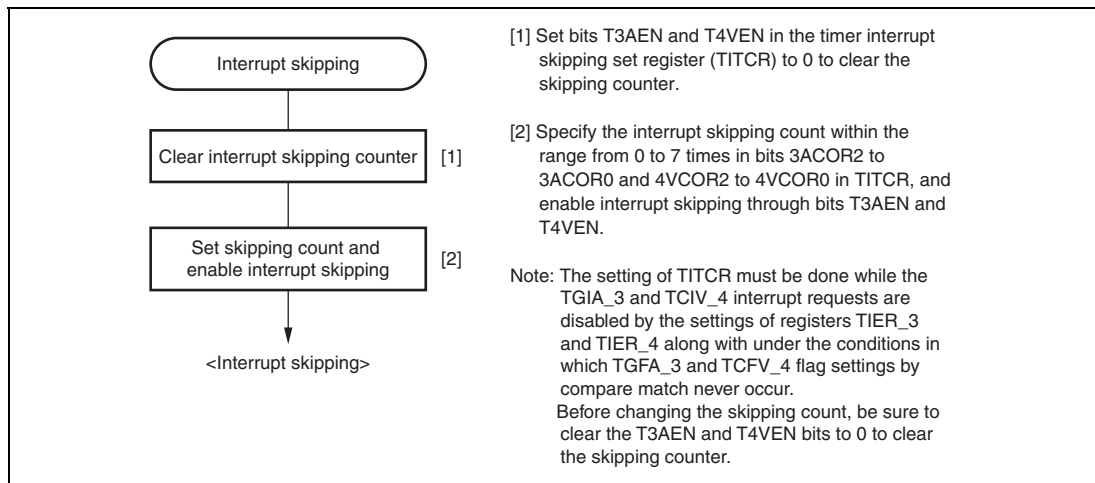 Interrupt skipping
Clear interrupt skipping counter
[1]
Set skipping count and
enable interrupt skipping
[2]
<Interrupt skipping>
[1] Set bits T3AEN and T4VEN in the timer interrupt
skipping set register (TITCR) to 0 to clear the
skipping counter.
[2] Specify the interrupt skipping count within the
range from 0 to 7 times in bits 3ACOR2 to
3ACOR0 and 4VCOR2 to 4VCOR0 in TITCR, and
enable interrupt skipping through bits T3AEN and
T4VEN.
Note: The setting of TITCR must be done while the
TGIA_3 and TCIV_4 interrupt requests are
disabled by the settings of registers TIER_3
and TIER_4 along with under the conditions in
which TGFA_3 and TCFV_4 flag settings by
compare match never occur.
Before changing the skipping count, be sure to
clear the T3AEN and T4VEN bits to 0 to clear
the skipping counter.